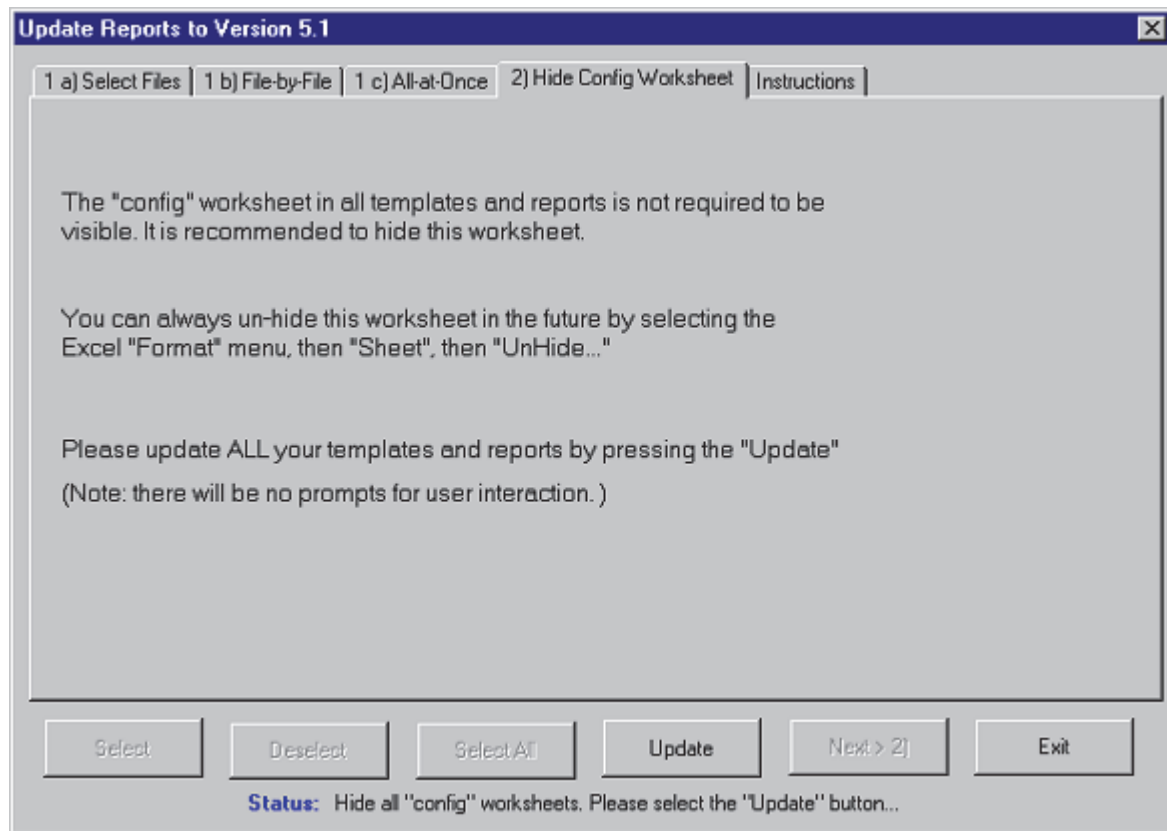 Update Reports to Version 5.1
1 a) Select Files
1 b) File-by-File
1 c) All-at-Once
2) Hide Config Worksheet
Instructions
The "config" worksheet in all templates and reports is not required to be
visible. It is recommended to hide this worksheet.
You can always un-hide this worksheet in the future by selecting the
Excel "Format" menu, then "Sheet", then "UnHide..."
Please update ALL your templates and reports by pressing the "Update"
(Note: there will be no prompts for user interaction. )
Select
Deselect
Select All
Update
Next > 2)
Exit
Status: Hide all "config" worksheets. Please select the "Update" button...